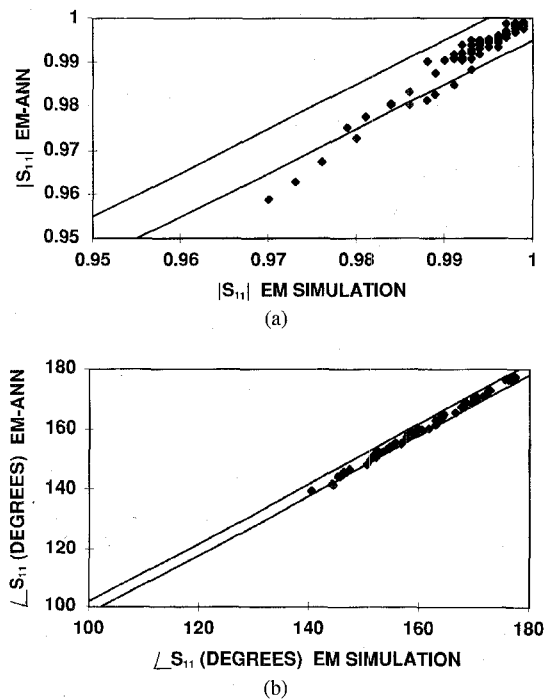 1
0.99
0.98
0.97
0.96
0.95
|S₁₁| EM-ANN
0.95 0.96 0.97 0.98 0.99 1
|S₁₁| EM SIMULATION
(a)
180
160
140
120
100
∠S₁₁ (DEGREES) EM-ANN
100 120 140 160 180
∠S₁₁ (DEGREES) EM SIMULATION
(b)